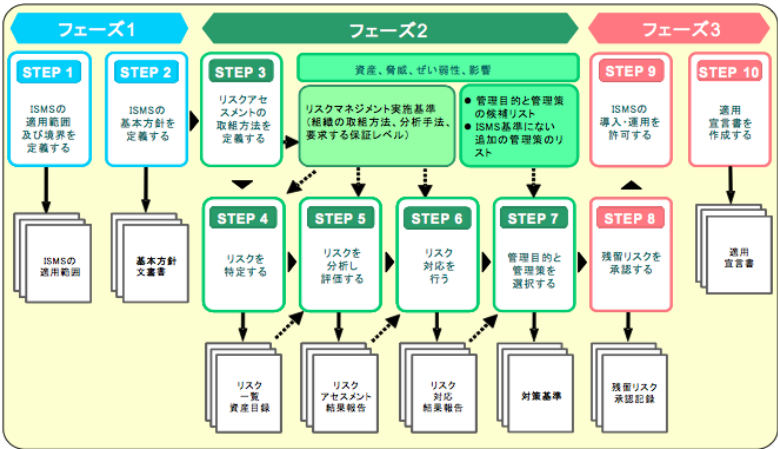 フェーズ1
フェーズ2
フェーズ3
STEP 1
ISMSの
適用範囲
及び境界を
定義する
STEP 2
ISMSの
基本方針を
定義する
STEP 3
リスクアセ
スメントの
取組方法を
定義する
資産、脅威、ぜい弱性、影響
リスクマネジメント実施基準
(組織の取組方法、分析手法、
要求する保証レベル)
● 管理目的と管理策
の候補リスト
● ISMS基準にない
追加の管理策のリ
スト
STEP 9
ISMSの
導入・運用を
許可する
STEP 10
適用
宣言書を
作成する
STEP 4
リスクを
特定する
STEP 5
リスク
を分析し
評価する
STEP 6
リスク
対応を
行う
STEP 7
管理目的と
管理策を
選択する
STEP 8
残留リスクを
承認する
ISMSの
適用範囲
基本方針
文書書
リスク
一覧
資産目録
リスク
アセスメント
結果報告
リスク
対応
結果報告
対策基準
残留リスク
承認記録
適用
宣言書